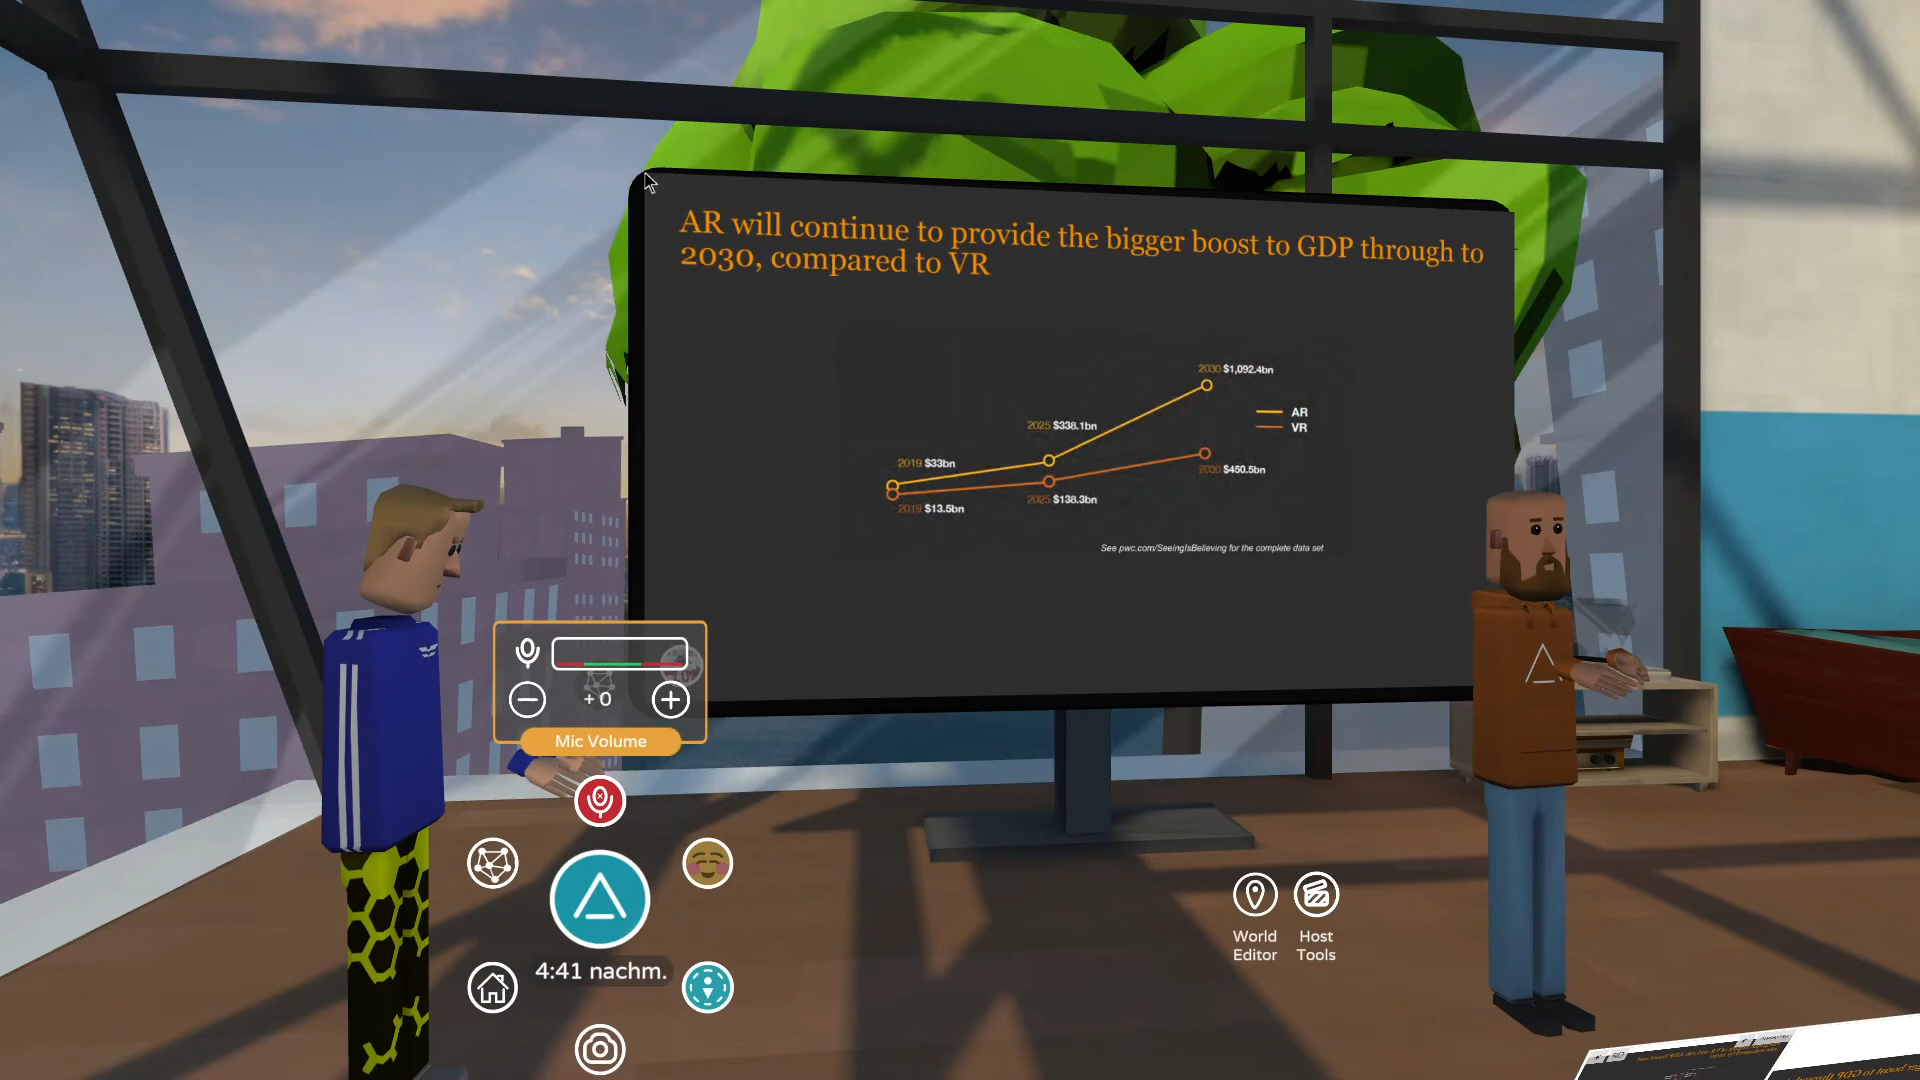 AR will continue to provide the bigger boost to GDP through to
2030, compared to VR
2030 $1,092.4bn
AR
VR
2025 $338.1bn
2019 $33bn
2030 $450.5bn
2025 $138.3bn
2019 $13.5bn
See pwc.com/SeeingIsBelieving for the complete data set
+0
Mic Volume
4:41 nachm.
World
Editor
Host
Tools